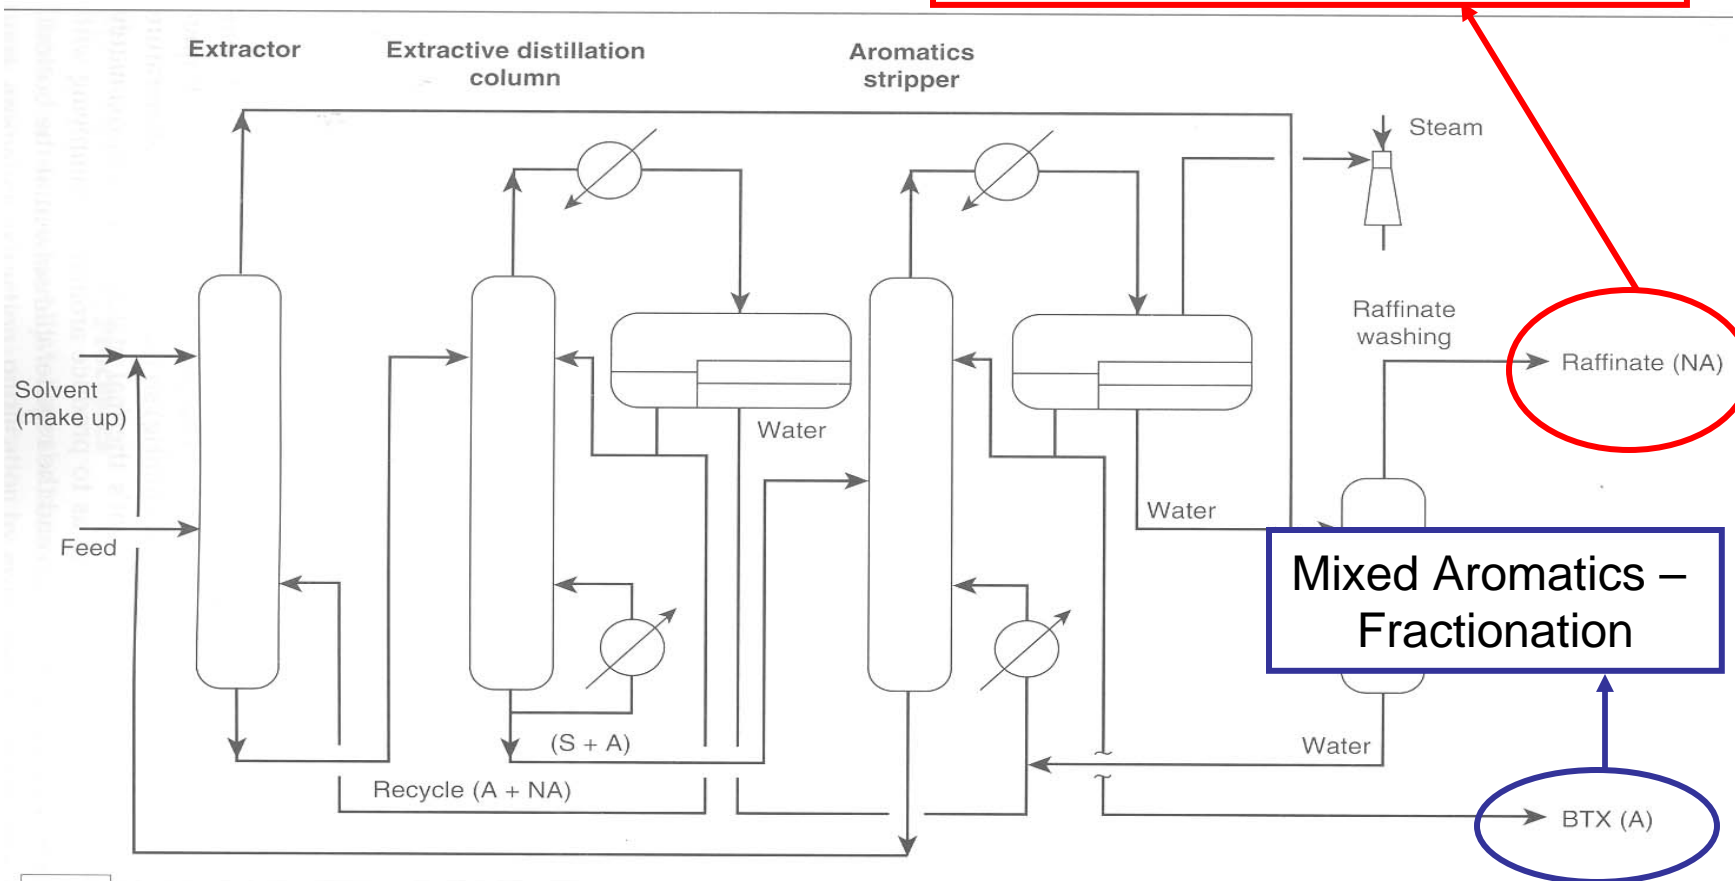 Extractor
Extractive distillation
column
Aromatics
stripper
Steam
Raffinate
washing
Raffinate (NA)
Solvent
(make up)
Water
Water
Feed
Mixed Aromatics –
Fractionation
(S + A)
Water
Recycle (A + NA)
BTX (A)